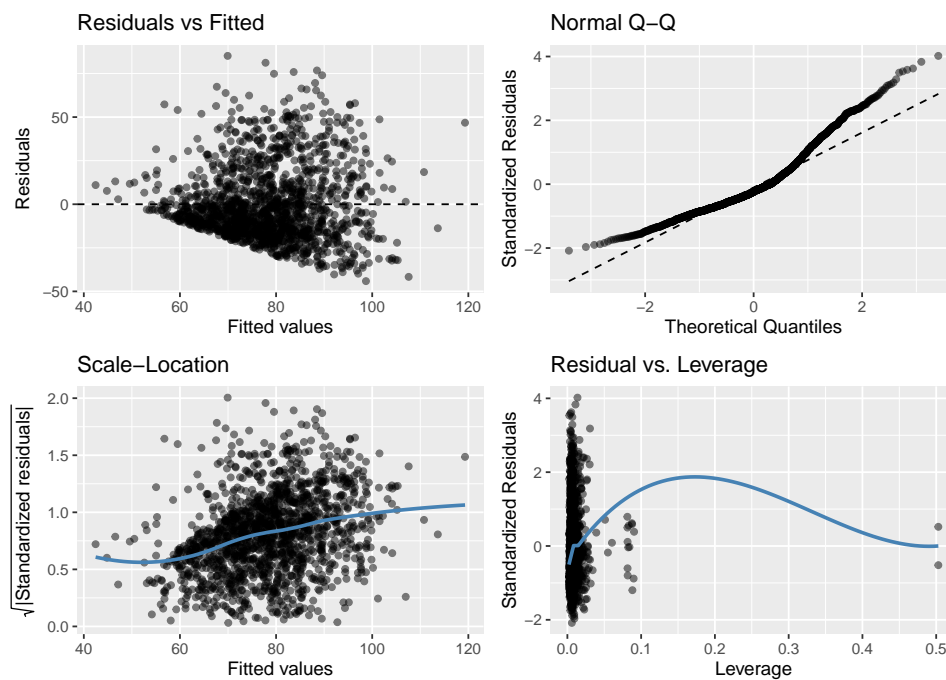 Residuals vs Fitted
Residuals
50
0
−50
40 60 80 100 120
Fitted values
Normal Q−Q
Standardized Residuals
4
2
0
−2
−2 0 2
Theoretical Quantiles
Scale−Location
√|Standardized residuals|
2.0
1.5
1.0
0.5
0.0
40 60 80 100 120
Fitted values
Residual vs. Leverage
Standardized Residuals
4
2
0
−2
0.0 0.1 0.2 0.3 0.4 0.5
Leverage